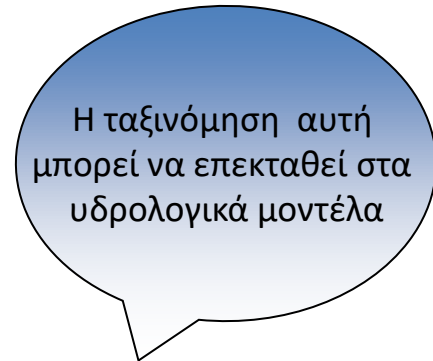 Η ταξινόμηση αυτή
μπορεί να επεκταθεί στα
υδρολογικά μοντέλα